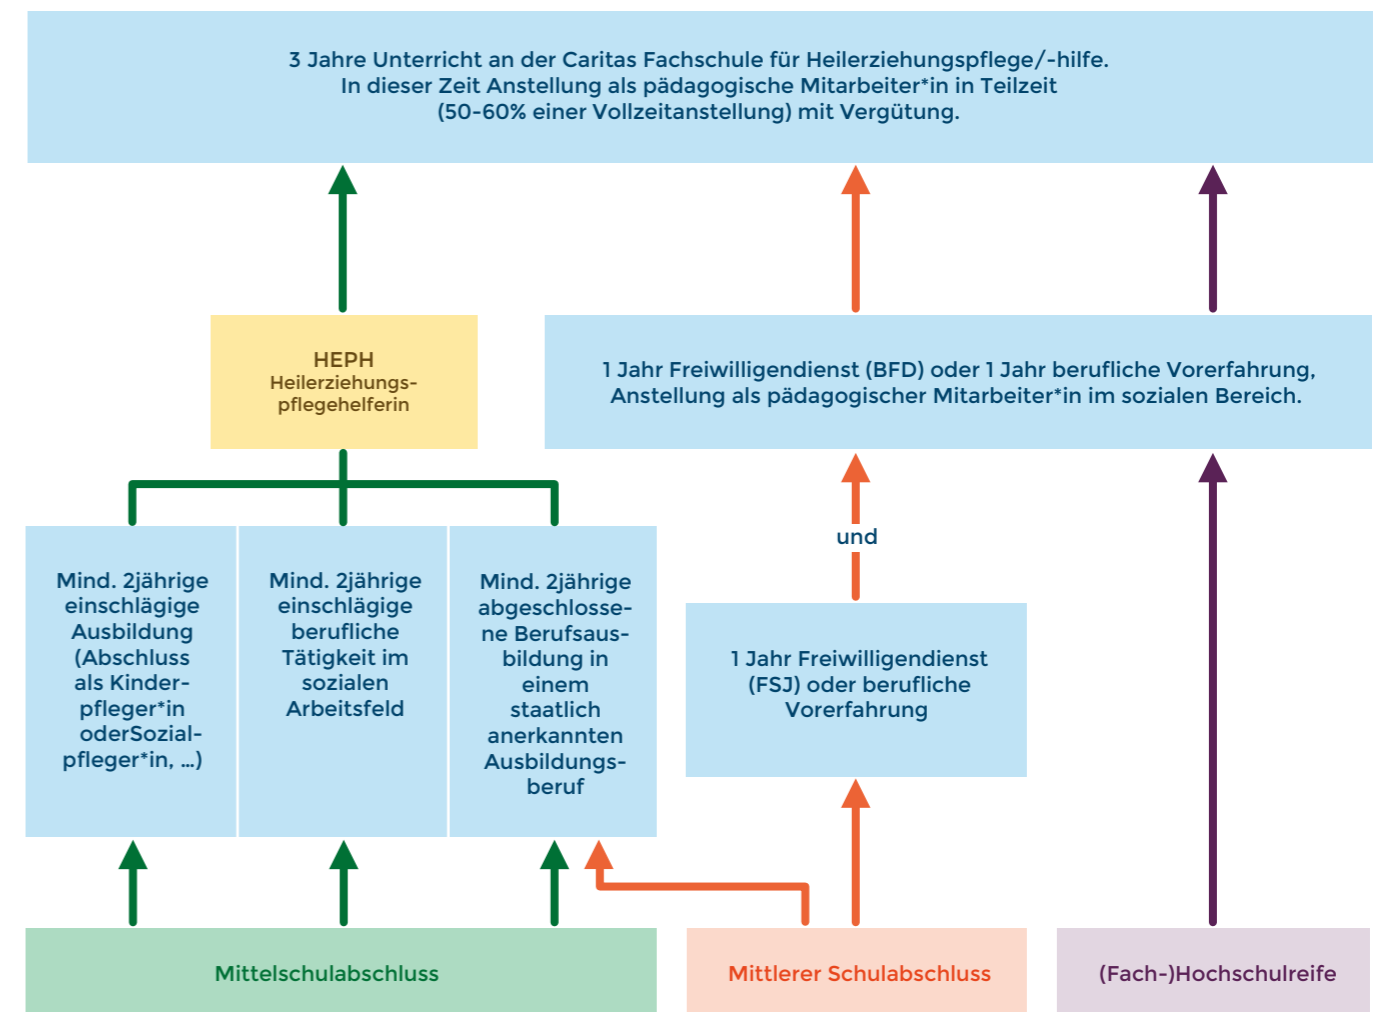 3 Jahre Unterricht an der Caritas Fachschule für Heilerziehungspflege/-hilfe.
In dieser Zeit Anstellung als pädagogische Mitarbeiter*in in Teilzeit
(50-60% einer Vollzeitanstellung) mit Vergütung.
HEPH
Heilerziehungs-
pflegehelferin
1 Jahr Freiwilligendienst (BFD) oder 1 Jahr berufliche Vorerfahrung,
Anstellung als pädagogischer Mitarbeiter*in im sozialen Bereich.
und
Mind. 2jährige
einschlägige
Ausbildung
(Abschluss
als Kinder-
pfleger*in
oderSozial-
pfleger*in, ...)
Mind. 2jährige
einschlägige
berufliche
Tätigkeit im
sozialen
Arbeitsfeld
Mind. 2jährige
abgeschlosse-
ne Berufsaus-
bildung in
einem
staatlich
anerkannten
Ausbildungs-
beruf
1 Jahr Freiwilligendienst
(FSJ) oder berufliche
Vorerfahrung
Mittelschulabschluss
Mittlerer Schulabschluss
(Fach-)Hochschulreife